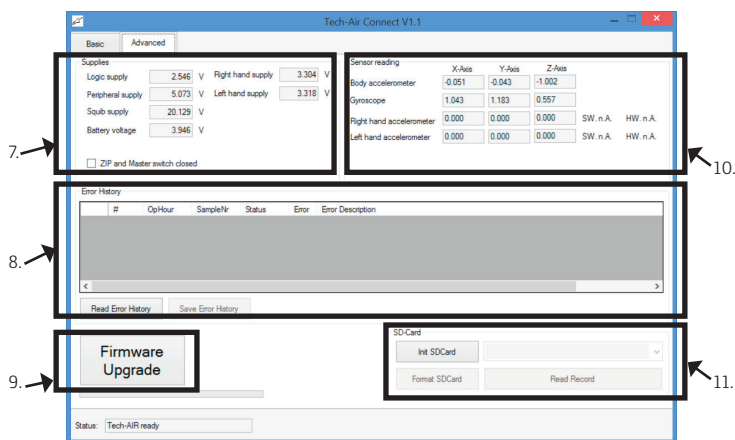 Tech-Air Connect V1.1
Basic Advanced
Supplies
Logic supply 2.546 V Right hand supply 3.304 V
Peripheral supply 5.073 V Left hand supply 3.318 V
Squib supply 20.129 V
Battery voltage 3.946 V
ZIP and Master switch closed
7.
Sensor reading
X-Axis Y-Axis Z-Axis
Body accelerometer -0.051 -0.043 -1.002
Gyroscope 1.043 1.183 0.557
Right hand accelerometer 0.000 0.000 0.000 SW. n.A. HW. n.A.
Left hand accelerometer 0.000 0.000 0.000 SW. n.A. HW. n.A.
10.
Error History
# OpHour SampleNr Status Error Error Description
8.
Read Error History Save Error History
Firmware
Upgrade
9.
SD-Card
Init SDCard
Format SDCard Read Record
11.
Status: Tech-AIR ready